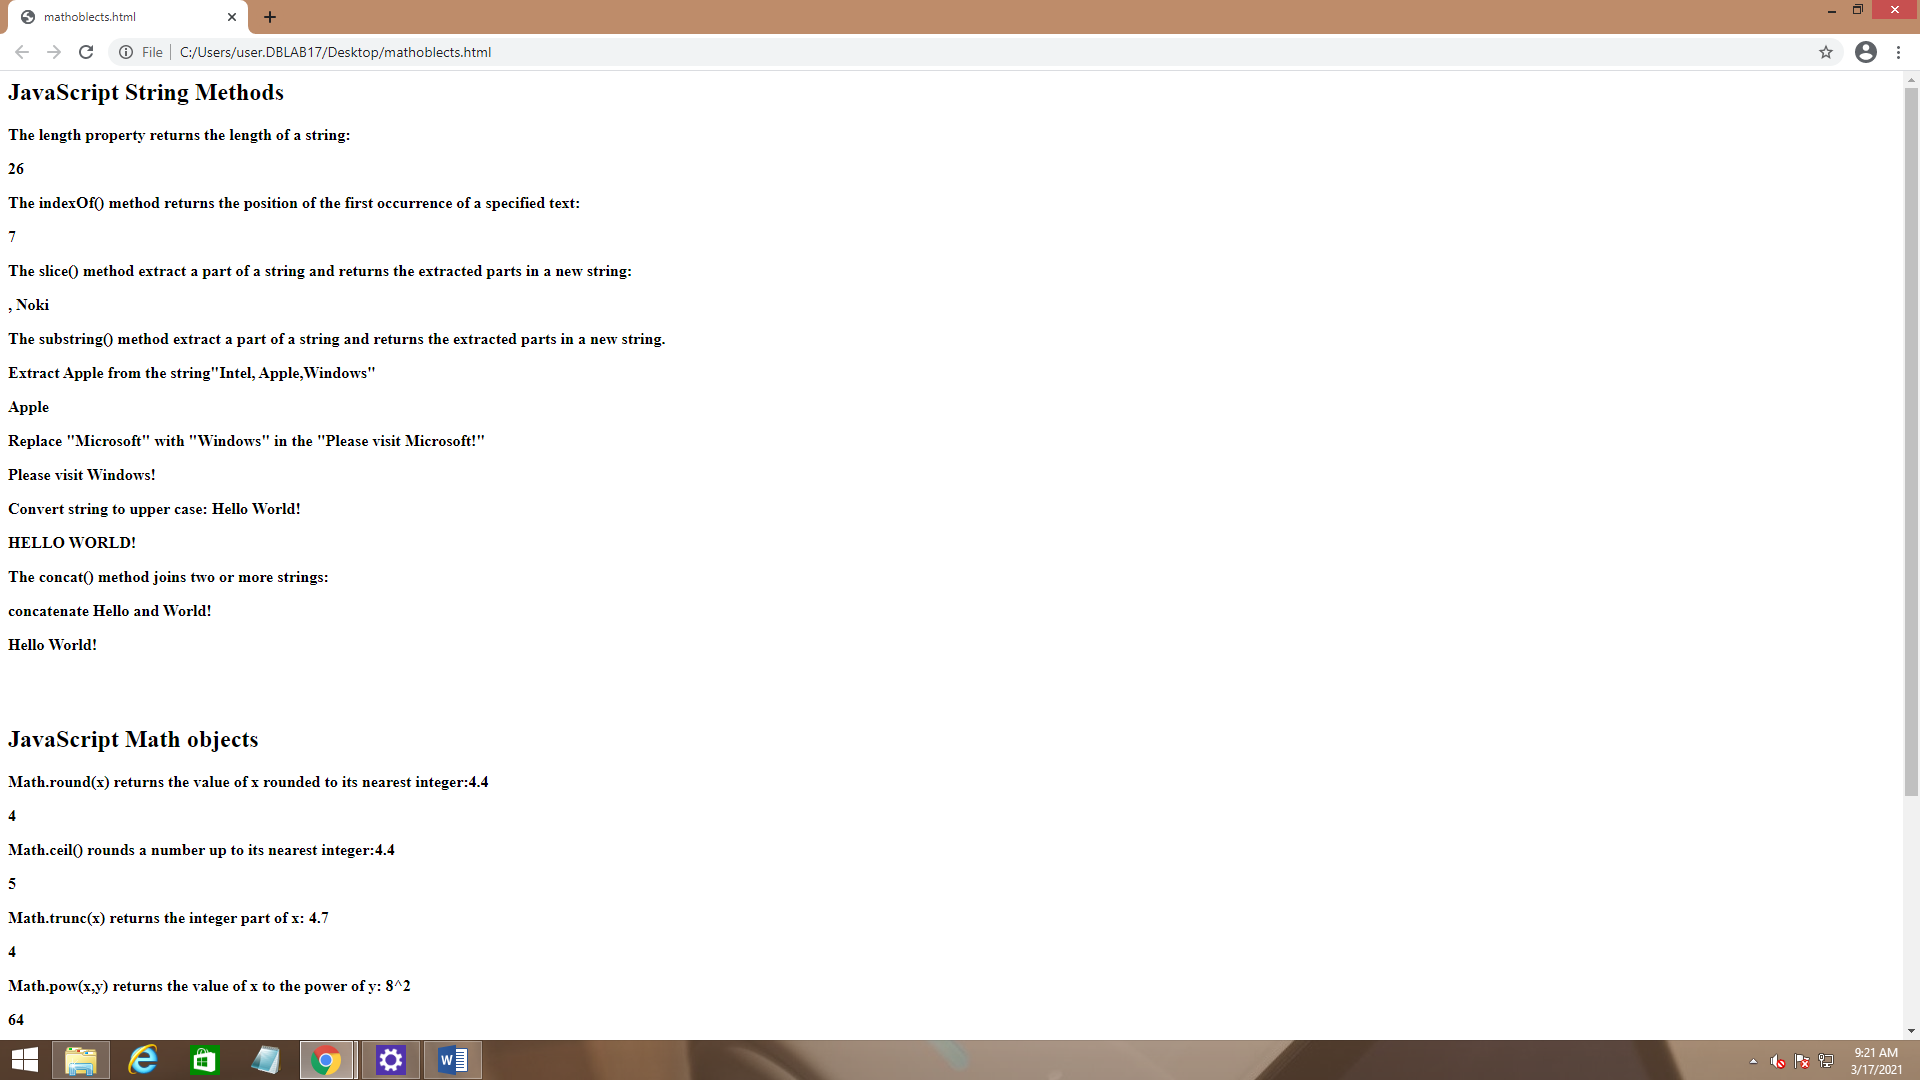 mathoblects.html
File
C:/Users/user.DBLAB17/Desktop/mathoblects.html
JavaScript String Methods
The length property returns the length of a string:
26
The indexOf() method returns the position of the first occurrence of a specified text:
7
The slice() method extract a part of a string and returns the extracted parts in a new string:
, Noki
The substring() method extract a part of a string and returns the extracted parts in a new string.
Extract Apple from the string"Intel, Apple,Windows"
Apple
Replace "Microsoft" with "Windows" in the "Please visit Microsoft!"
Please visit Windows!
Convert string to upper case: Hello World!
HELLO WORLD!
The concat() method joins two or more strings:
concatenate Hello and World!
Hello World!
JavaScript Math objects
Math.round(x) returns the value of x rounded to its nearest integer:4.4
4
Math.ceil() rounds a number up to its nearest integer:4.4
5
Math.trunc(x) returns the integer part of x: 4.7
4
Math.pow(x,y) returns the value of x to the power of y: 8^2
64
9:21 AM
3/17/2021